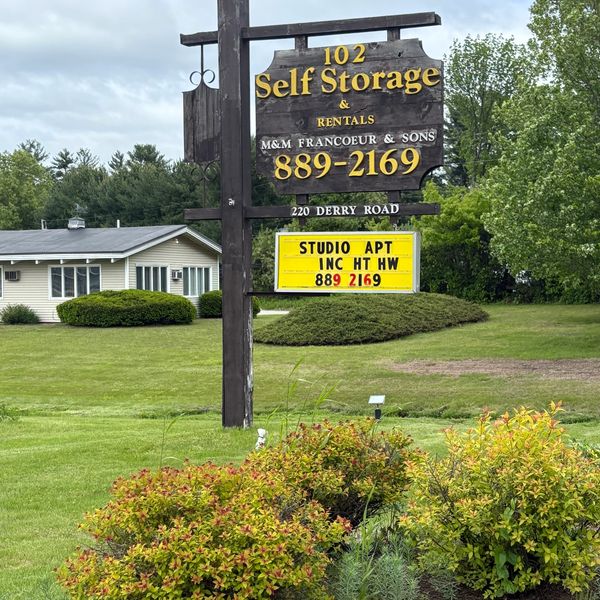 102
Self Storage
&
RENTALS
M&M FRANCOEUR & SONS
889-2169
220 DERRY ROAD
STUDIO APT
INC HT HW
889 2169